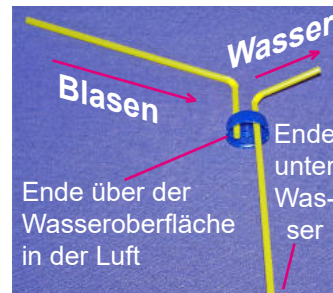 Wasser
Blasen
Ende über der
Wasseroberfläche
in der Luft
Ende
unter
Was-
ser